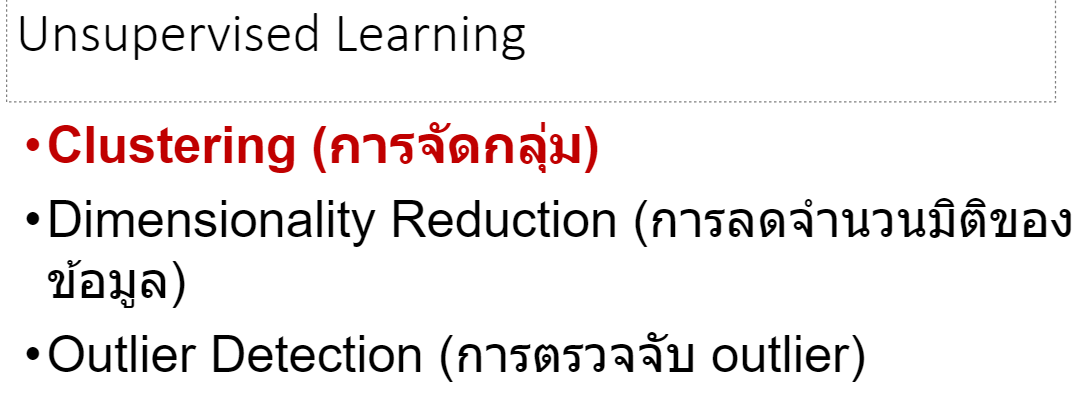 Unsupervised Learning
•Clustering (การจัดกลุ่ม)
•Dimensionality Reduction (การลดจำนวนมิติของ
ข้อมูล)
•Outlier Detection (การตรวจจับ outlier)